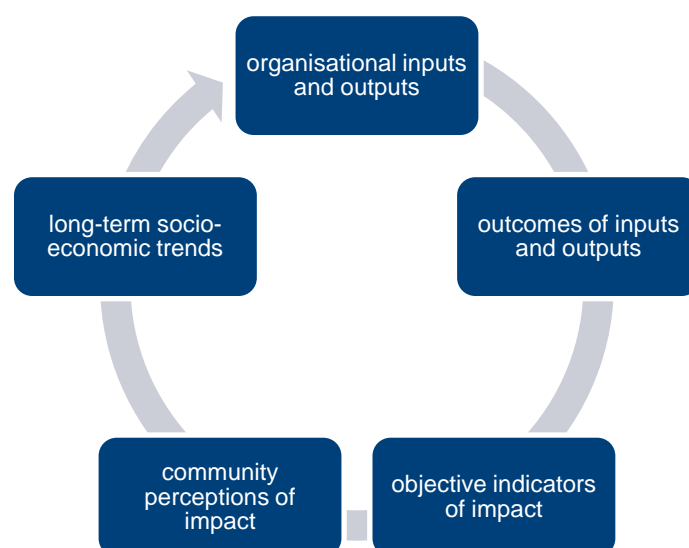 organisational inputs
and outputs
outcomes of inputs
and outputs
objective indicators
of impact
community
perceptions of
impact
long-term socio-
economic trends